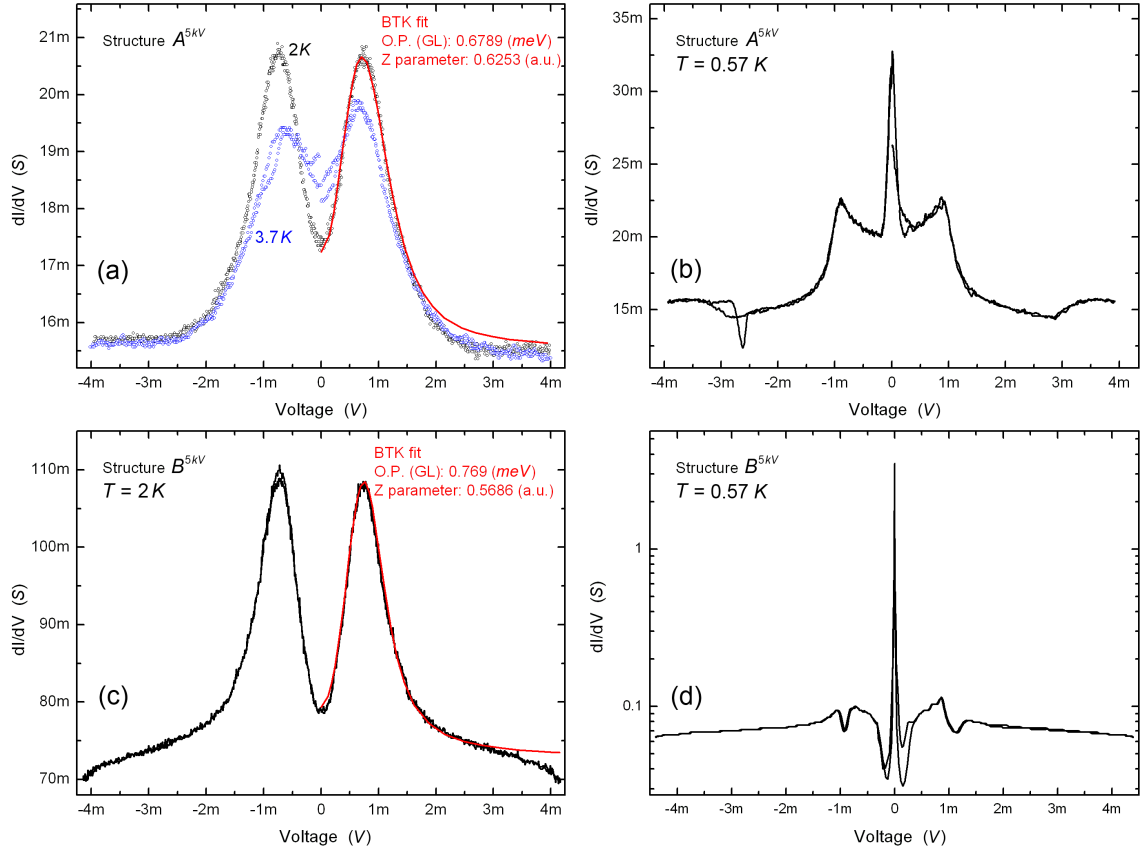 Structure A^5kV
2K
3.7K
BTK fit
O.P. (GL): 0.6789 (meV)
Z parameter: 0.6253 (a.u.)
(a)
21m
20m
19m
18m
17m
16m
dI/dV (S)
-4m -3m -2m -1m 0 1m 2m 3m 4m
Voltage (V)
Structure A^5kV
T = 0.57 K
(b)
35m
30m
25m
20m
15m
dI/dV (S)
-4m -3m -2m -1m 0 1m 2m 3m 4m
Voltage (V)
Structure B^5kV
T = 2 K
BTK fit
O.P. (GL): 0.769 (meV)
Z parameter: 0.5686 (a.u.)
(c)
110m
100m
90m
80m
70m
dI/dV (S)
-4m -3m -2m -1m 0 1m 2m 3m 4m
Voltage (V)
Structure B^5kV
T = 0.57 K
(d)
1
0.1
dI/dV (S)
-4m -3m -2m -1m 0 1m 2m 3m 4m
Voltage (V)